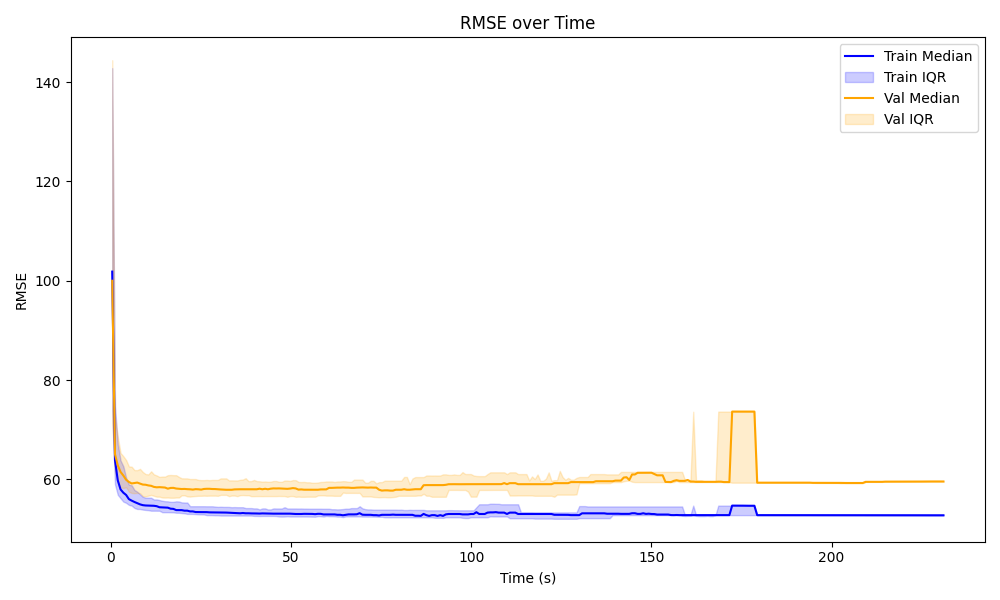 RMSE over Time
Train Median
Train IQR
Val Median
Val IQR
RMSE
140
120
100
80
60
0
50
100
150
200
Time (s)